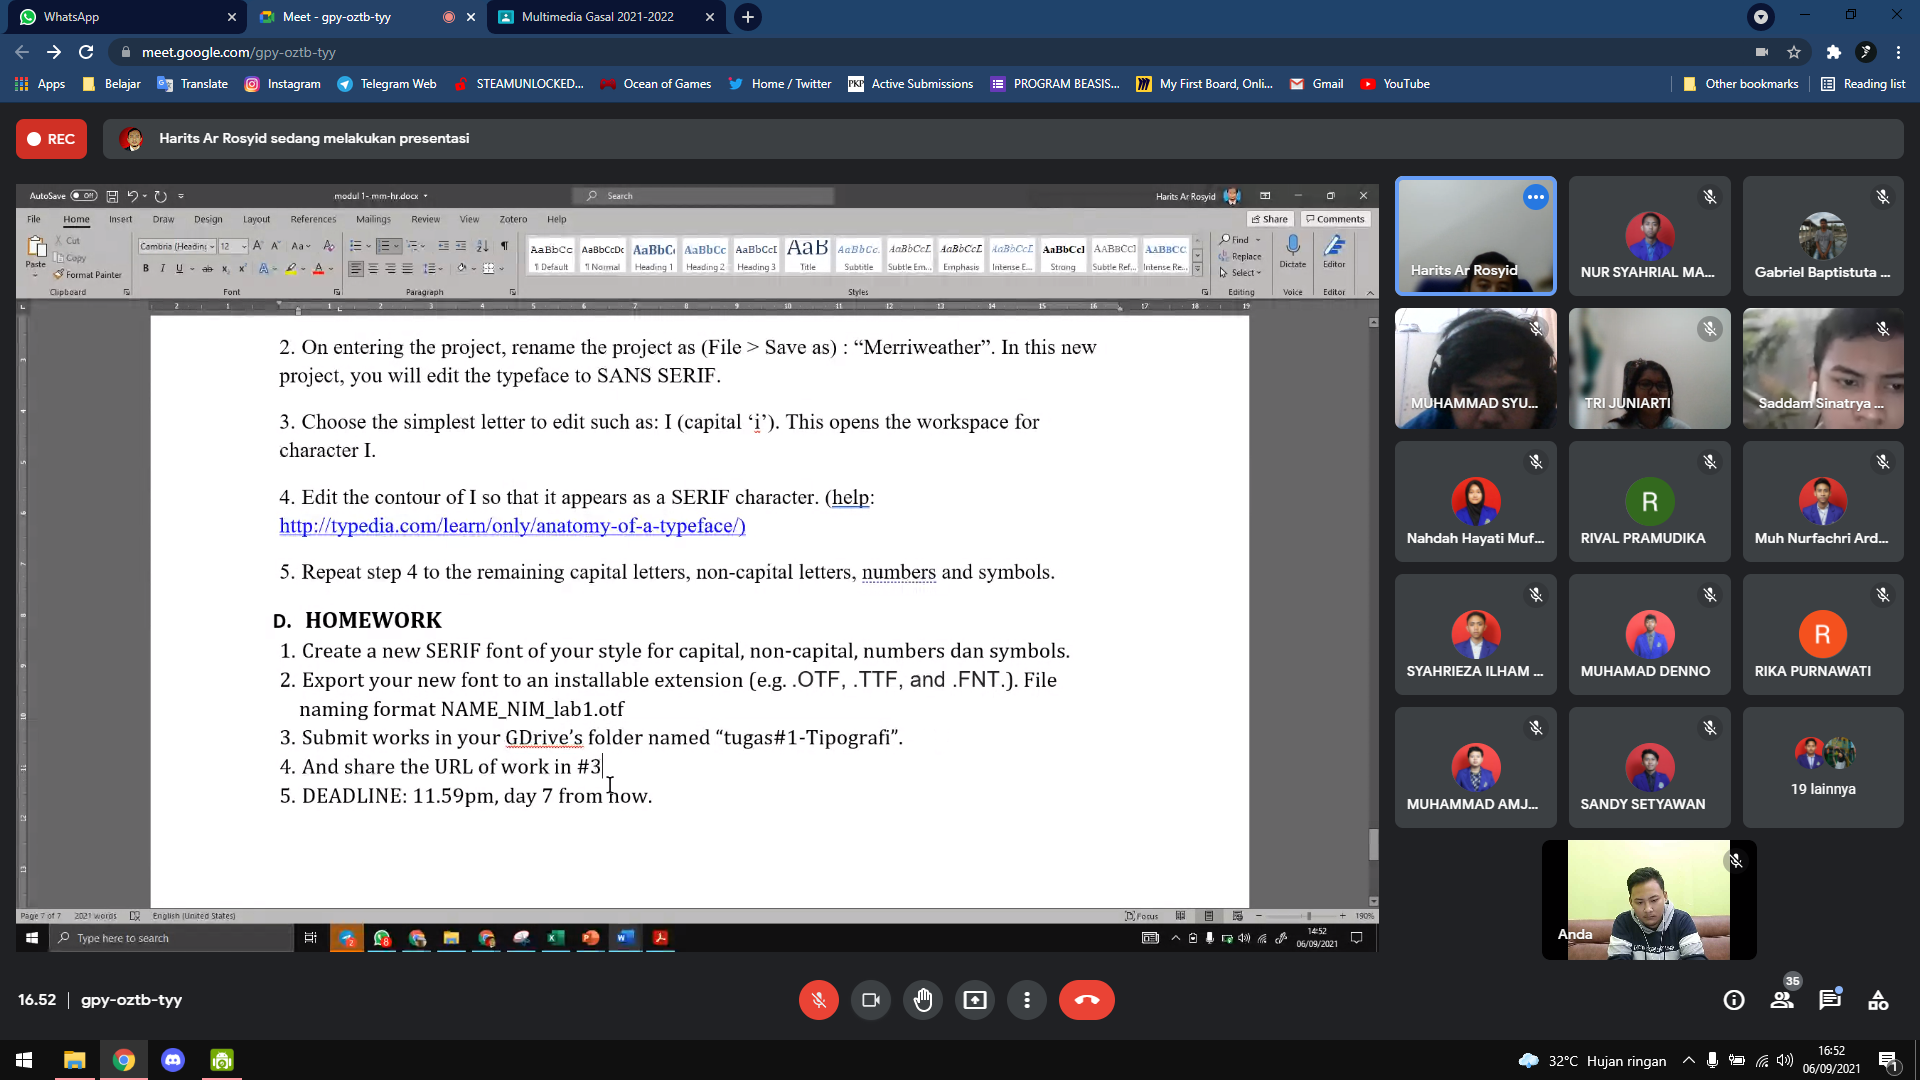 WhatsApp
Meet - gpy-oztb-tyy
Multimedia Gasal 2021-2022
meet.google.com/gpy-oztb-tyy
Apps
Belajar
Translate
Instagram
Telegram Web
STEAMUNLOCKED...
Ocean of Games
Home / Twitter
PKP
Active Submissions
PROGRAM BEASIS...
My First Board, Onli...
Gmail
YouTube
Other bookmarks
Reading list
REC
Harits Ar Rosyid sedang melakukan presentasi
AutoSave Off
modul 1- mm-hr.docx
Search
Harits Ar Rosyid
File Home Insert Draw Design Layout References Mailings Review View Zotero Help
Share
Comments
Paste
Cut
Copy
Format Painter
Cambria (Heading
12
AaBbCc
AaBbCcDc
AaBbC
AaBbCc
AaBbCcE
AaB
AaBbCc.
AaBbCcE
AaBbCcE
AaBbCcE
AaBbCcI
AABBCCE
AABBCC
¶ Default
¶ Normal
Heading 1
Heading 2
Heading 3
Title
Subtitle
Subtle Em...
Emphasis
Intense E...
Strong
Subtle Ref...
Intense Re...
Find
Replace
Select
Dictate
Editor
Clipboard
Font
Paragraph
Styles
Editing
Voice
Editor
2. On entering the project, rename the project as (File > Save as) : “Merriweather”. In this new
project, you will edit the typeface to SANS SERIF.
3. Choose the simplest letter to edit such as: I (capital ‘i’). This opens the workspace for
character I.
4. Edit the contour of I so that it appears as a SERIF character. (help:
http://typedia.com/learn/only/anatomy-of-a-typeface/)
5. Repeat step 4 to the remaining capital letters, non-capital letters, numbers and symbols.
D. HOMEWORK
1. Create a new SERIF font of your style for capital, non-capital, numbers dan symbols.
2. Export your new font to an installable extension (e.g. .OTF, .TTF, and .FNT.). File
naming format NAME_NIM_lab1.otf
3. Submit works in your GDrive’s folder named “tugas#1-Tipografi”.
4. And share the URL of work in #3
5. DEADLINE: 11.59pm, day 7 from now.
Page 7 of 7
2021 words
English (United States)
Focus
190%
Type here to search
14:52
06/09/2021
Harits Ar Rosyid
NUR SYAHRIAL MA...
Gabriel Baptistuta ...
MUHAMMAD SYU...
TRI JUNIARTI
Saddam Sinatrya ...
Nahdah Hayati Muf...
R
RIVAL PRAMUDIKA
Muh Nurfachri Ard...
SYAHRIEZA ILHAM ...
MUHAMAD DENNO
R
RIKA PURNAWATI
MUHAMMAD AMJ...
SANDY SETYAWAN
19 lainnya
Anda
16.52 | gpy-oztb-tyy
35
32°C Hujan ringan
16:52
06/09/2021
1